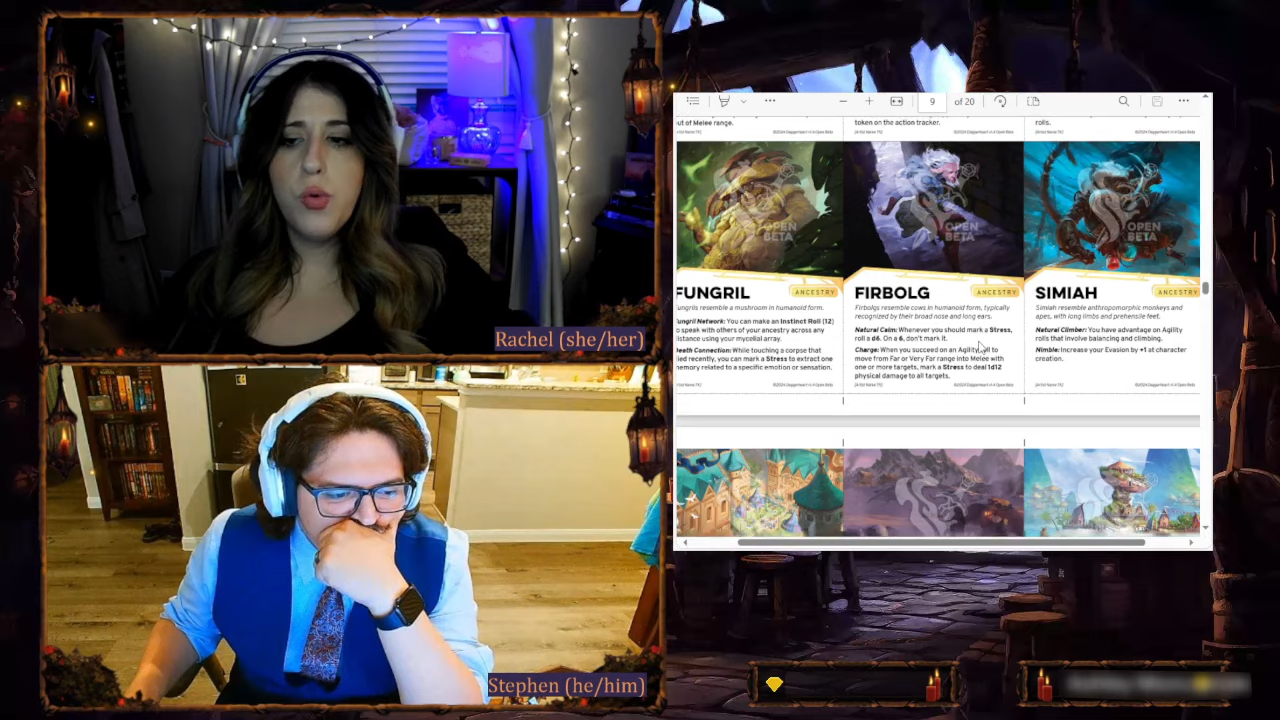 Rachel (she/her)
Stephen (he/him)
9 of 20
out of Melee range.
token on the action tracker.
rolls.
OPEN
BETA
OPEN
BETA
OPEN
BETA
FUNGRIL
ANCESTRY
Fungrils resemble a mushroom in humanoid form.
Fungril Network: You can make an Instinct Roll (12)
to speak with others of your ancestry across any
distance using your mycelial array.
Death Connection: While touching a corpse that
died recently, you can mark a Stress to extract one
memory related to a specific emotion or sensation.
FIRBOLG
ANCESTRY
Firbolgs resemble cows in humanoid form, typically
recognized by their broad nose and long ears.
Natural Calm: Whenever you should mark a Stress,
roll a d6. On a 6, don't mark it.
Charge: When you succeed on an Agility roll to
move from Far or Very Far range into Melee with
one or more targets, mark a Stress to deal 1d12
physical damage to all targets.
SIMIAH
ANCESTRY
Simiah resemble anthropomorphic monkeys and
apes, with long limbs and prehensile feet.
Natural Climber: You have advantage on Agility
rolls that involve balancing and climbing.
Nimble: Increase your Evasion by +1 at character
creation.